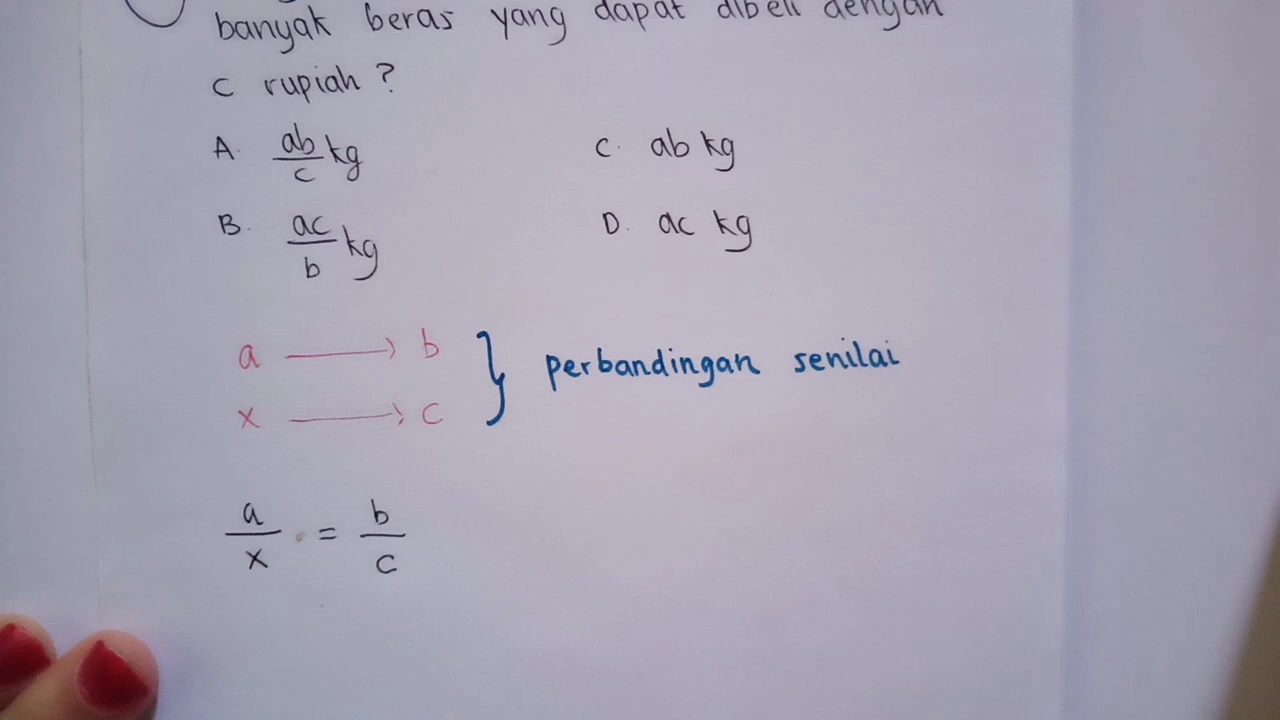 banyak beras yang dapat dibeli dengan
c rupiah ?
A. ab/c kg
C. ab kg
B. ac/b kg
D. ac kg
a → b } perbandingan senilai
x → c
a/x = b/c